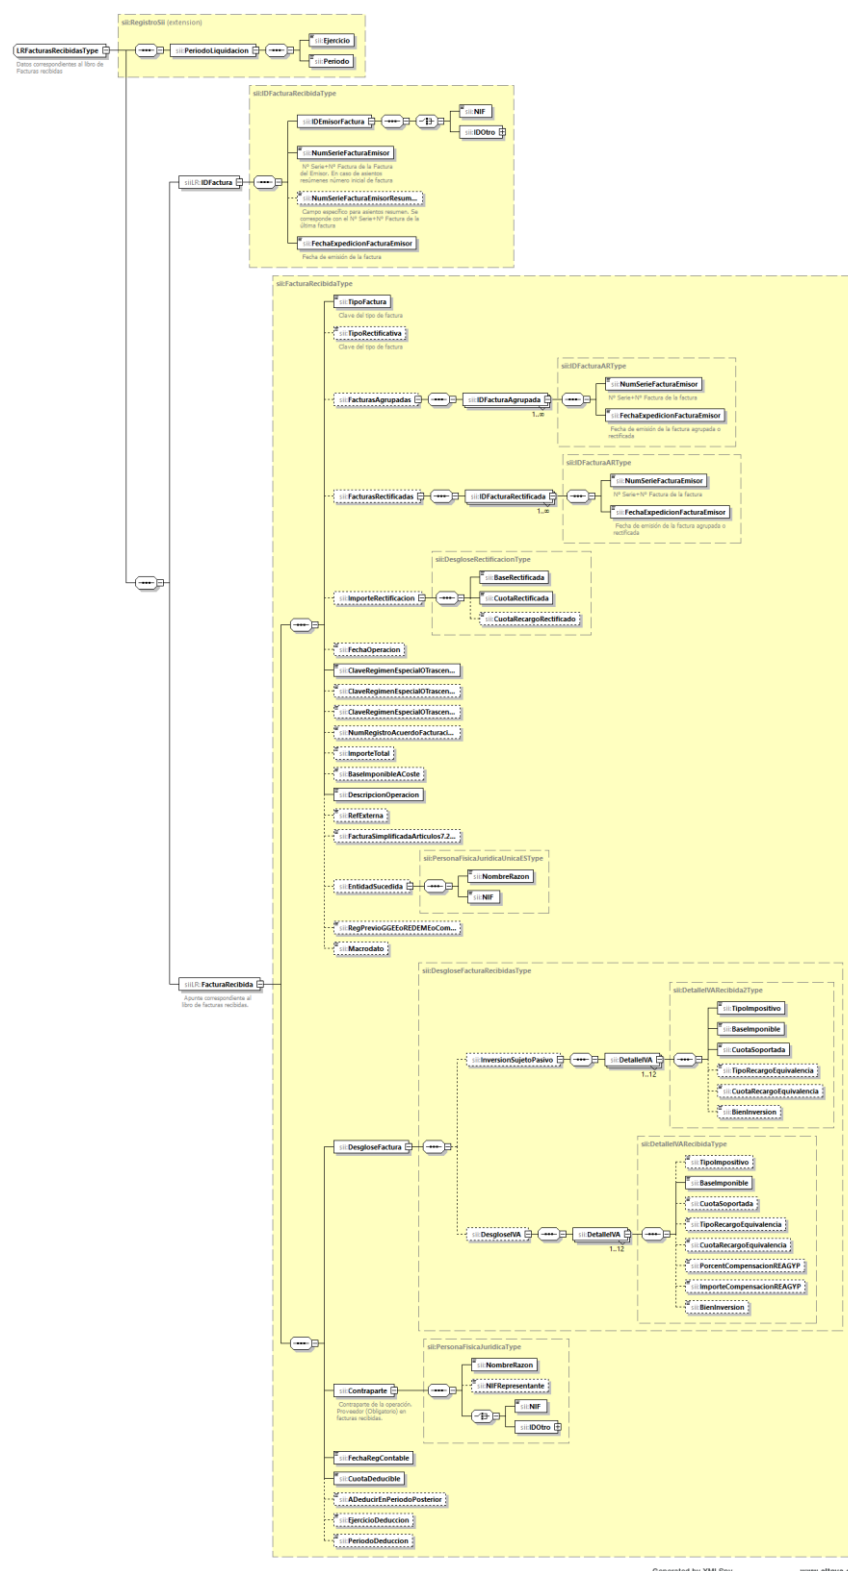 sii:RegistroSii (extension)
LRFacturasRecibidasType
Datos correspondientes al libro de
Facturas recibidas
sii:PeriodoLiquidacion
sii:Ejercicio
sii:Periodo
sii:IDFacturaRecibidaType
sii:IDEmisorFactura
sii:NIF
sii:IDOtro
sii:NumSerieFacturaEmisor
Nº Serie+Nº Factura de la Factura
del Emisor. En caso de asientos
resúmenes número inicial de factura
siiLR:IDFactura
sii:NumSerieFacturaEmisorResum...
Campo específico para asientos resumen. Se
corresponde con el Nº Serie+Nº Factura de la
última factura
sii:FechaExpedicionFacturaEmisor
Fecha de emisión de la factura
sii:FacturaRecibidaType
sii:TipoFactura
Clave del tipo de factura
sii:TipoRectificativa
Clave del tipo de factura
sii:IDFacturaARType
sii:NumSerieFacturaEmisor
Nº Serie+Nº Factura de la factura
sii:FacturasAgrupadas
sii:IDFacturaAgrupada
1..∞
sii:FechaExpedicionFacturaEmisor
Fecha de emisión de la factura agrupada o
rectificada
sii:IDFacturaARType
sii:NumSerieFacturaEmisor
Nº Serie+Nº Factura de la factura
sii:FacturasRectificadas
sii:IDFacturaRectificada
1..∞
sii:FechaExpedicionFacturaEmisor
Fecha de emisión de la factura agrupada o
rectificada
sii:DesgloseRectificacionType
sii:BaseRectificada
sii:ImporteRectificacion
sii:CuotaRectificada
sii:CuotaRecargoRectificado
sii:FechaOperacion
sii:ClaveRegimenEspecialOTrascen...
sii:ClaveRegimenEspecialOTrascen...
sii:ClaveRegimenEspecialOTrascen...
sii:NumRegistroAcuerdoFacturaci...
sii:ImporteTotal
sii:BaseImponibleACoste
sii:DescripcionOperacion
sii:RefExterna
sii:FacturaSimplificadaArticulos7.2...
sii:PersonaFisicaJuridicaUnicaESType
sii:NombreRazon
sii:EntidadSucedida
sii:NIF
sii:RegPrevioGGEEoREDEMEoCom...
sii:Macrodato
siiLR:FacturaRecibida
Apunte correspondiente al
libro de facturas recibidas.
sii:DesgloseFacturaRecibidasType
sii:DetalleIVARecibida2Type
sii:TipoImpositivo
sii:BaseImponible
sii:CuotaSoportada
sii:InversionSujetoPasivo
sii:DetalleIVA
1..12
sii:TipoRecargoEquivalencia
sii:CuotaRecargoEquivalencia
sii:BienInversion
sii:DesgloseFactura
sii:DetalleIVARecibidaType
sii:TipoImpositivo
sii:BaseImponible
sii:CuotaSoportada
sii:TipoRecargoEquivalencia
sii:DesgloseIVA
sii:DetalleIVA
1..12
sii:CuotaRecargoEquivalencia
sii:PorcentCompensacionREAGYP
sii:ImporteCompensacionREAGYP
sii:BienInversion
sii:PersonaFisicaJuridicaType
sii:NombreRazon
sii:NIFRepresentante
sii:Contraparte
Contraparte de la operación.
Proveedor (Obligatorio) en
facturas recibidas.
sii:NIF
sii:IDOtro
sii:FechaRegContable
sii:CuotaDeducible
sii:ADeducirEnPeriodoPosterior
sii:EjercicioDeduccion
sii:PeriodoDeduccion
Generated by XMLSpy